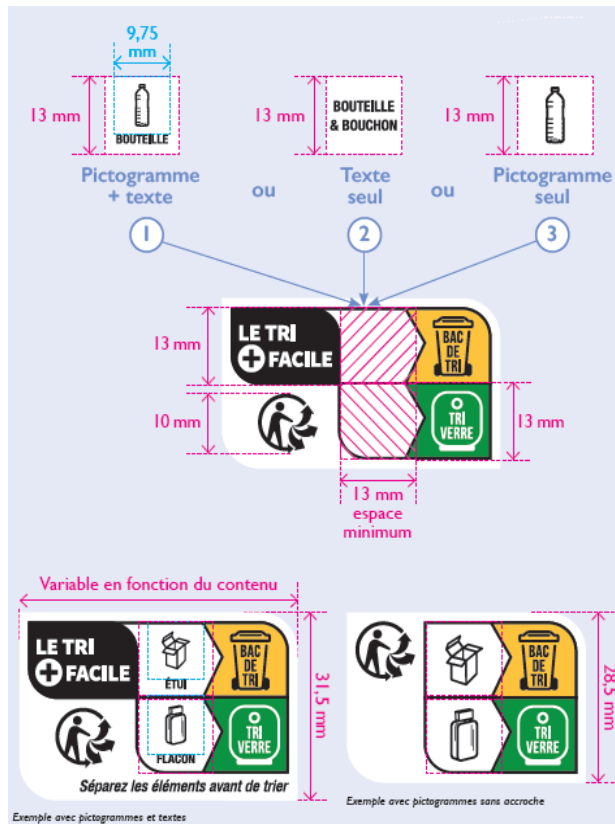 9,75
mm
13 mm
BOUTEILLE
13 mm
BOUTEILLE
& BOUCHON
13 mm
Pictogramme
+ texte
ou
Texte
seul
ou
Pictogramme
seul
1
2
3
13 mm
LE TRI
+ FACILE
BAC
DE
TRI
10 mm
TRI
VERRE
13 mm
13 mm
espace
minimum
Variable en fonction du contenu
LE TRI
+ FACILE
ÉTUI
BAC
DE
TRI
FLACON
TRI
VERRE
Séparez les éléments avant de trier
31,5 mm
Exemple avec pictogrammes et textes
BAC
DE
TRI
TRI
VERRE
28,5 mm
Exemple avec pictogrammes sans accroche